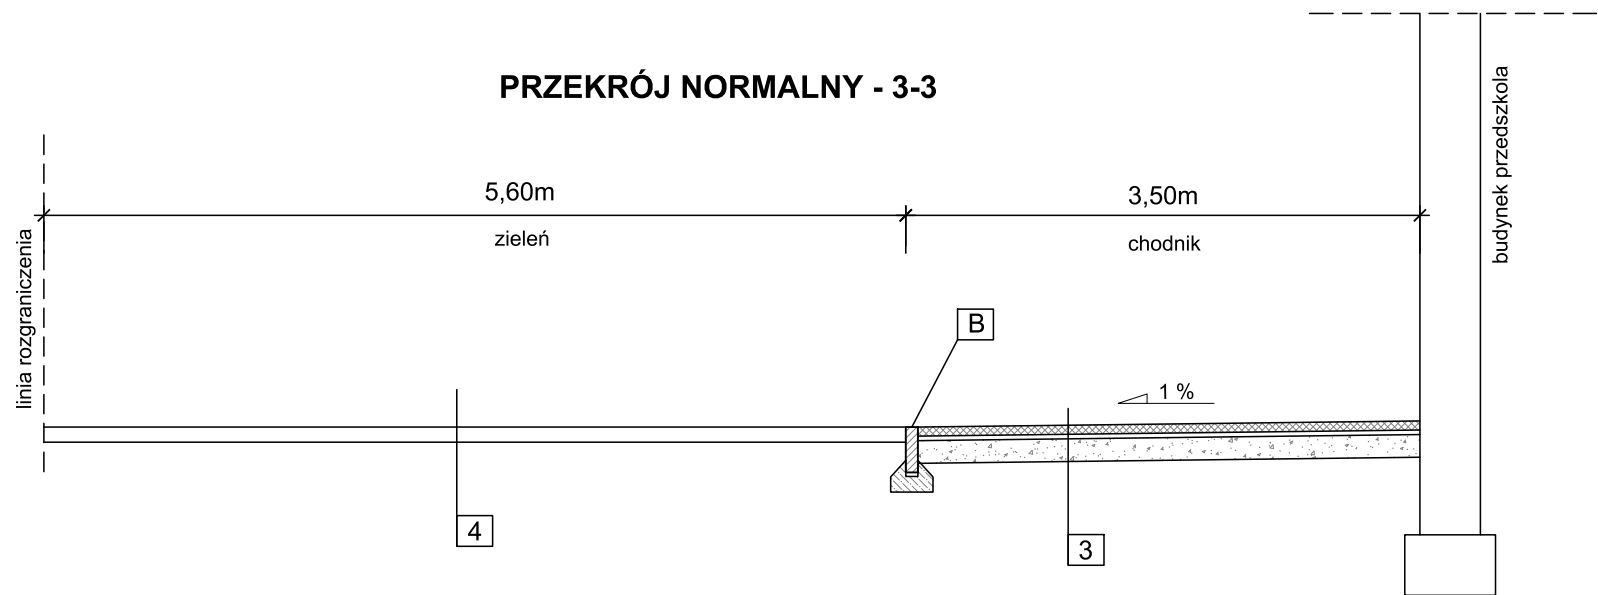 PRZEKRÓJ NORMALNY - 3-3
budynek przedszkola
5,60m
3,50m
zieleń
chodnik
linia rozgraniczenia
B
1 %
4
3